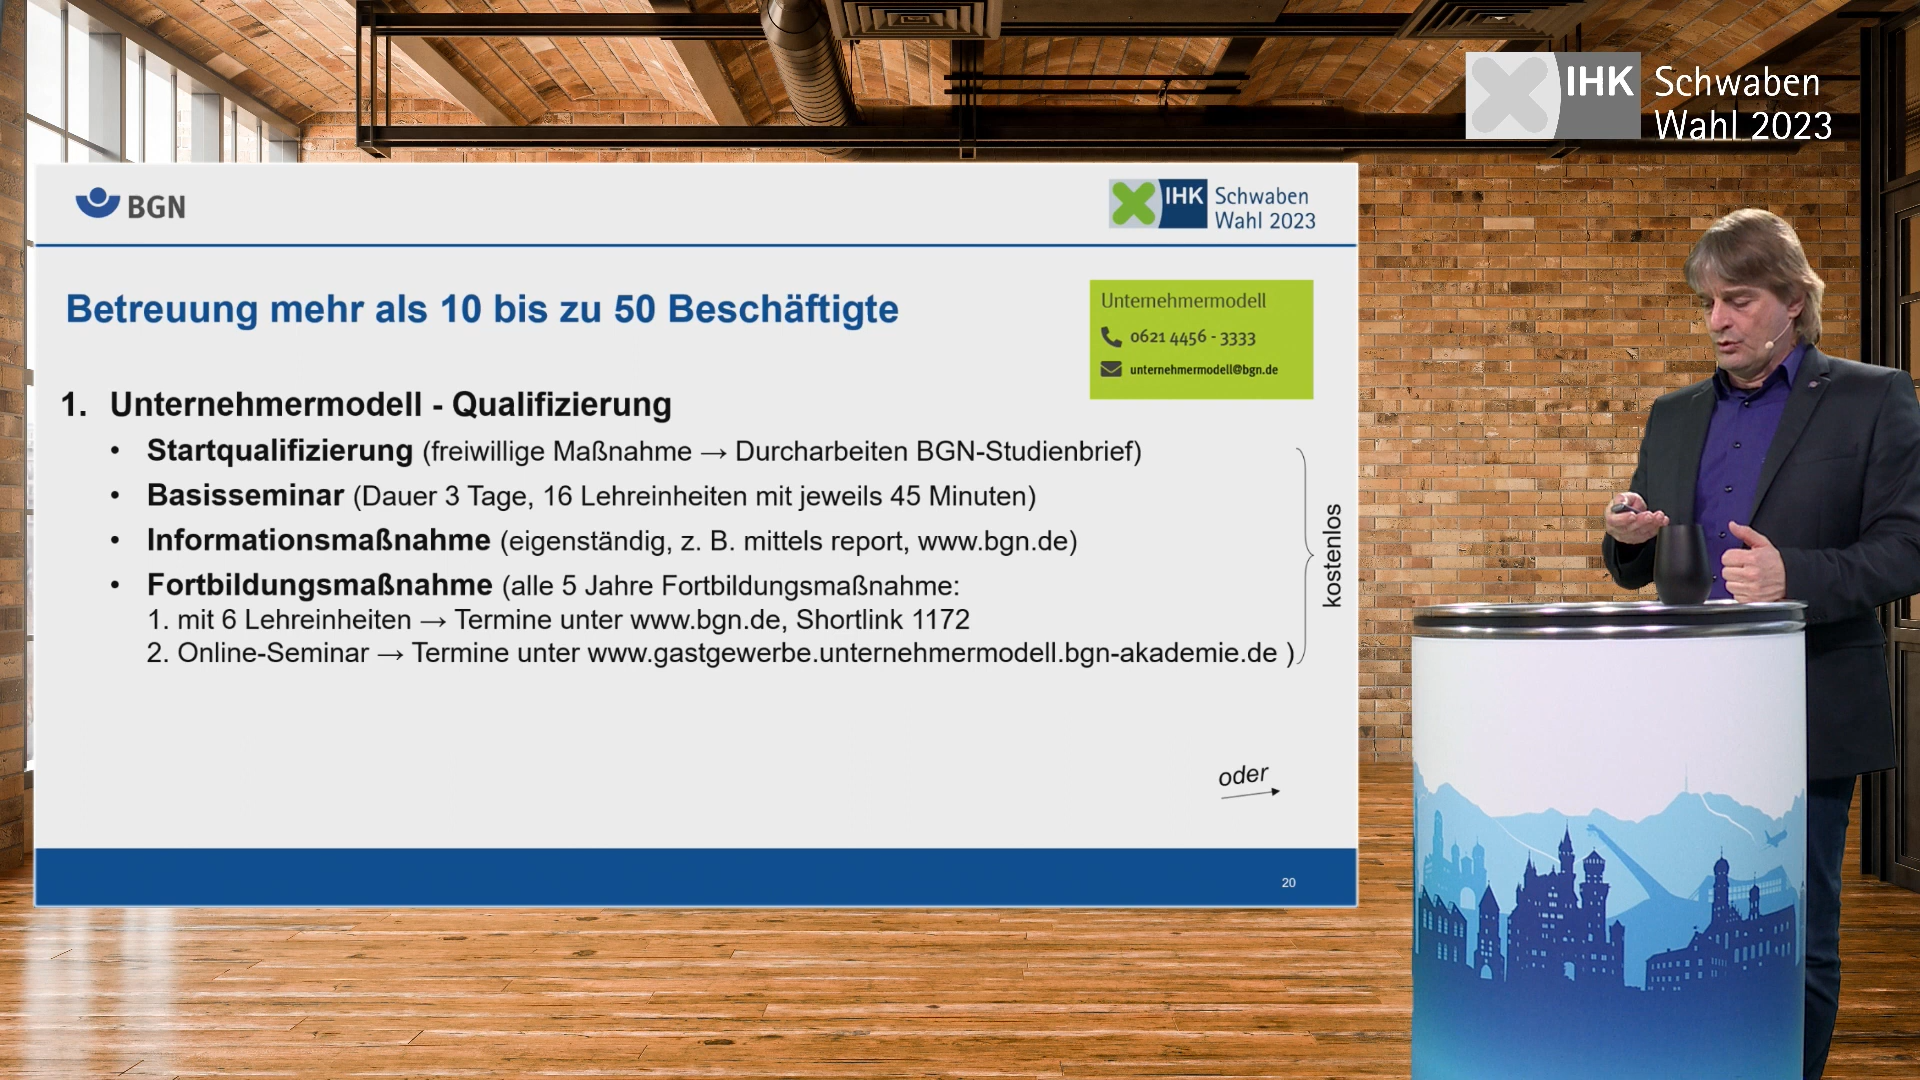 IHK Schwaben
Wahl 2023
BGN
IHK Schwaben
Wahl 2023
Betreuung mehr als 10 bis zu 50 Beschäftigte
Unternehmermodell
0621 4456 - 3333
unternehmermodell@bgn.de
1. Unternehmermodell - Qualifizierung
• Startqualifizierung (freiwillige Maßnahme → Durcharbeiten BGN-Studienbrief)
• Basisseminar (Dauer 3 Tage, 16 Lehreinheiten mit jeweils 45 Minuten)
• Informationsmaßnahme (eigenständig, z. B. mittels report, www.bgn.de)
• Fortbildungsmaßnahme (alle 5 Jahre Fortbildungsmaßnahme:
1. mit 6 Lehreinheiten → Termine unter www.bgn.de, Shortlink 1172
2. Online-Seminar → Termine unter www.gastgewerbe.unternehmermodell.bgn-akademie.de )
kostenlos
oder
20